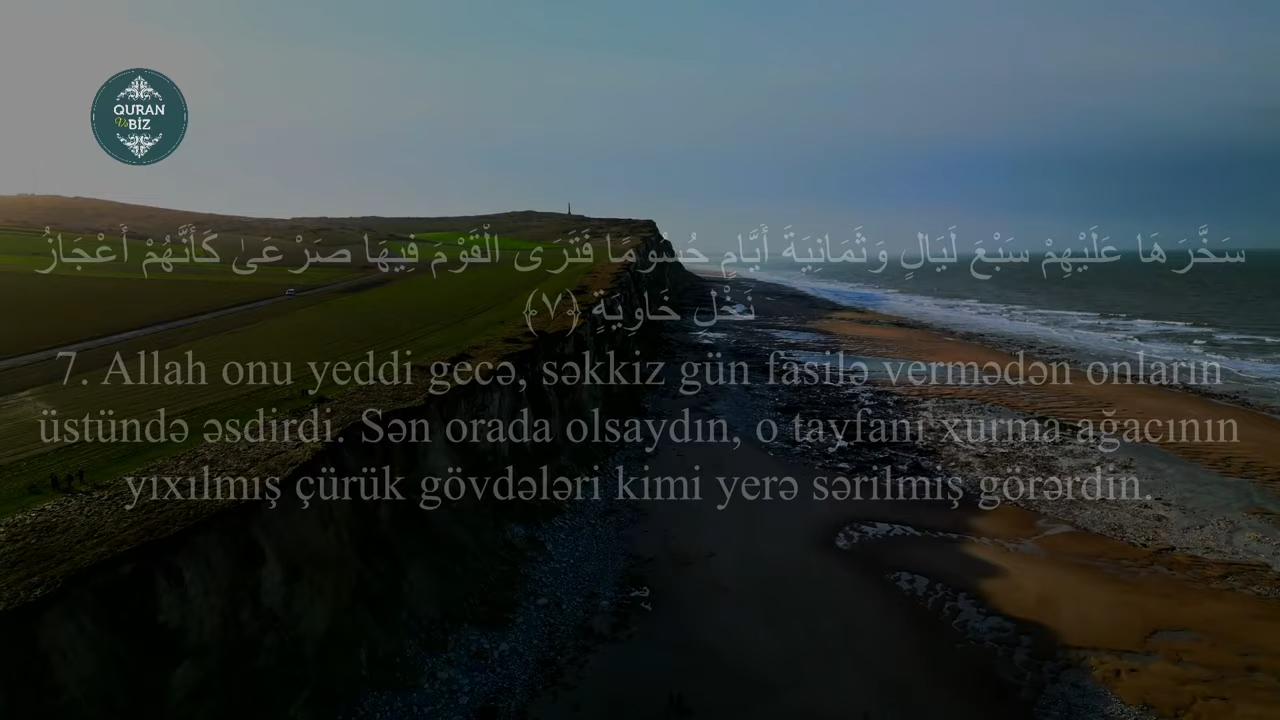 QURAN
Və
BİZ
سَخَّرَهَا عَلَيْهِمْ سَبْعَ لَيَالٍ وَثَمَانِيَةَ أَيَّامٍ حُسُومًا فَتَرَى الْقَوْمَ فِيهَا صَرْعَىٰ كَأَنَّهُمْ أَعْجَازُ
نَخْلٍ خَاوِيَةٍ ﴿٧﴾
7. Allah onu yeddi gecə, səkkiz gün fasilə vermədən onların
üstündə əsdirdi. Sən orada olsaydın, o tayfanı xurma ağacının
yıxılmış çürük gövdələri kimi yerə sərilmiş görərdin.